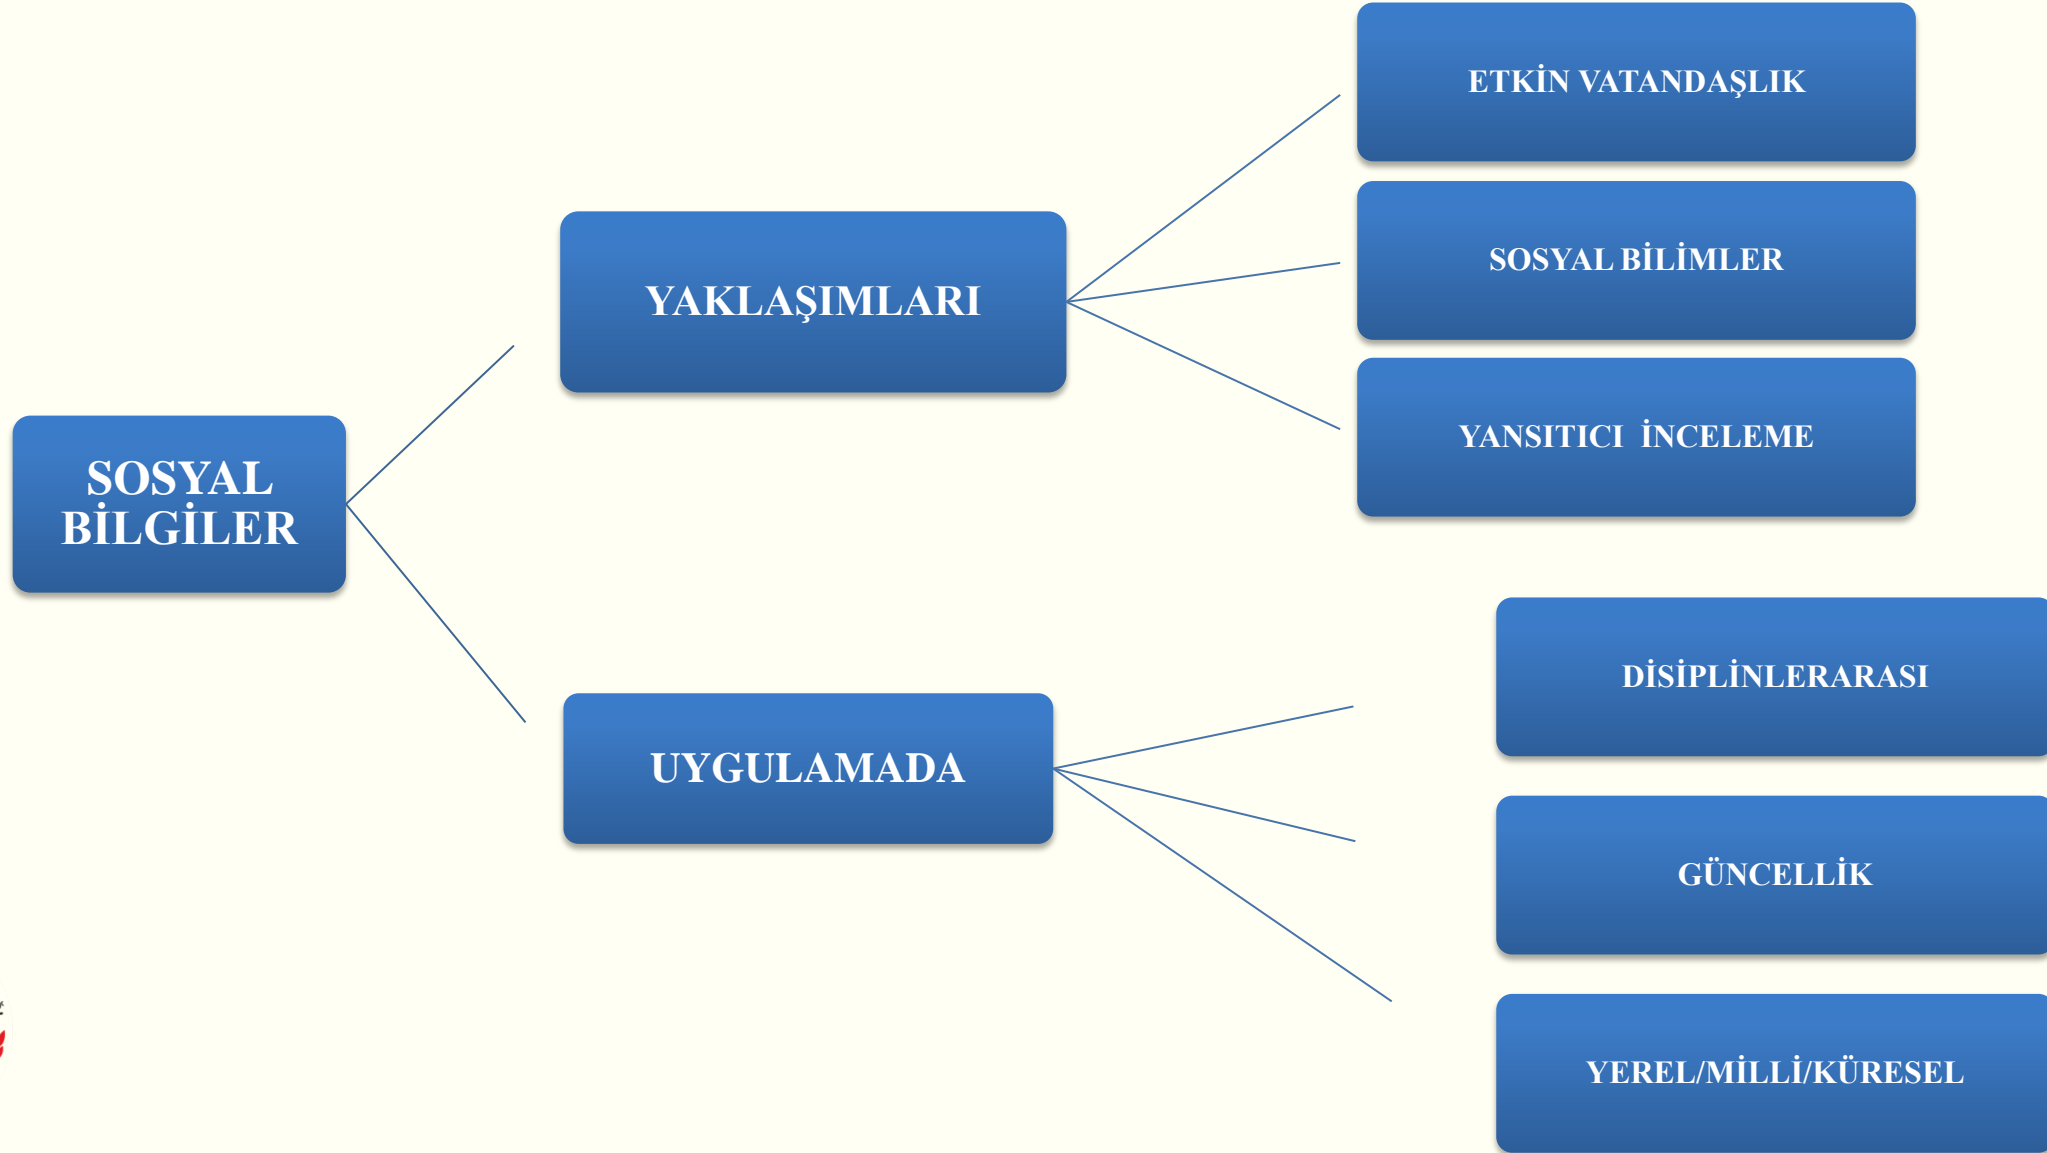 SOSYAL
BİLGİLER
YAKLAŞIMLARI
ETKİN VATANDAŞLIK
SOSYAL BİLİMLER
YANSITICI İNCELEME
UYGULAMADA
DİSİPLİNLERARASI
GÜNCELLİK
YEREL/MİLLİ/KÜRESEL